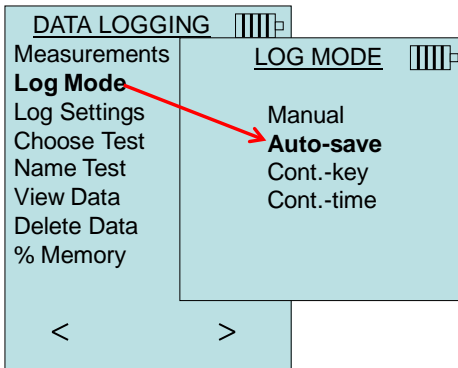 DATA LOGGING
Measurements
Log Mode
Log Settings
Choose Test
Name Test
View Data
Delete Data
% Memory
< >
LOG MODE
Manual
Auto-save
Cont.-key
Cont.-time